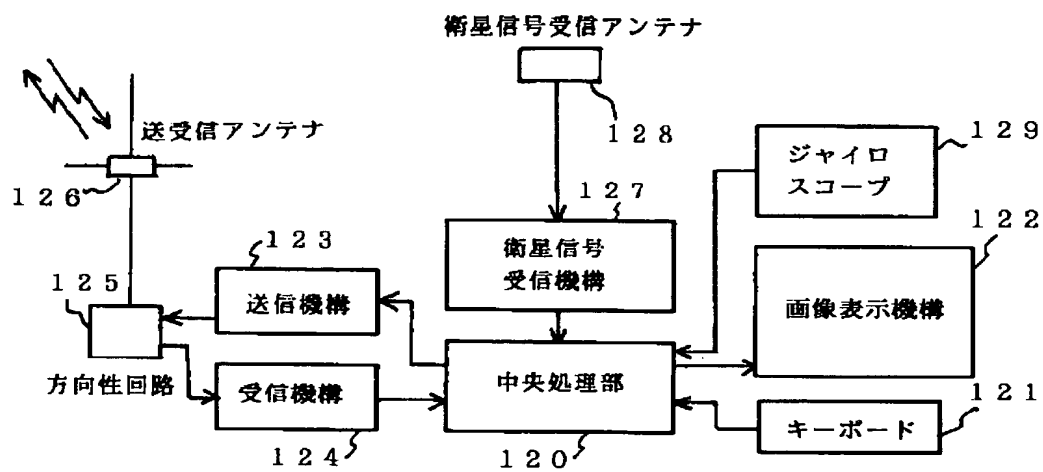 衛星信号受信アンテナ
128
送受信アンテナ
126
129
ジャイロ
スコープ
127
衛星信号
受信機構
122
画像表示機構
123
送信機構
125
方向性回路
受信機構
124
中央処理部
120
121
キーボード